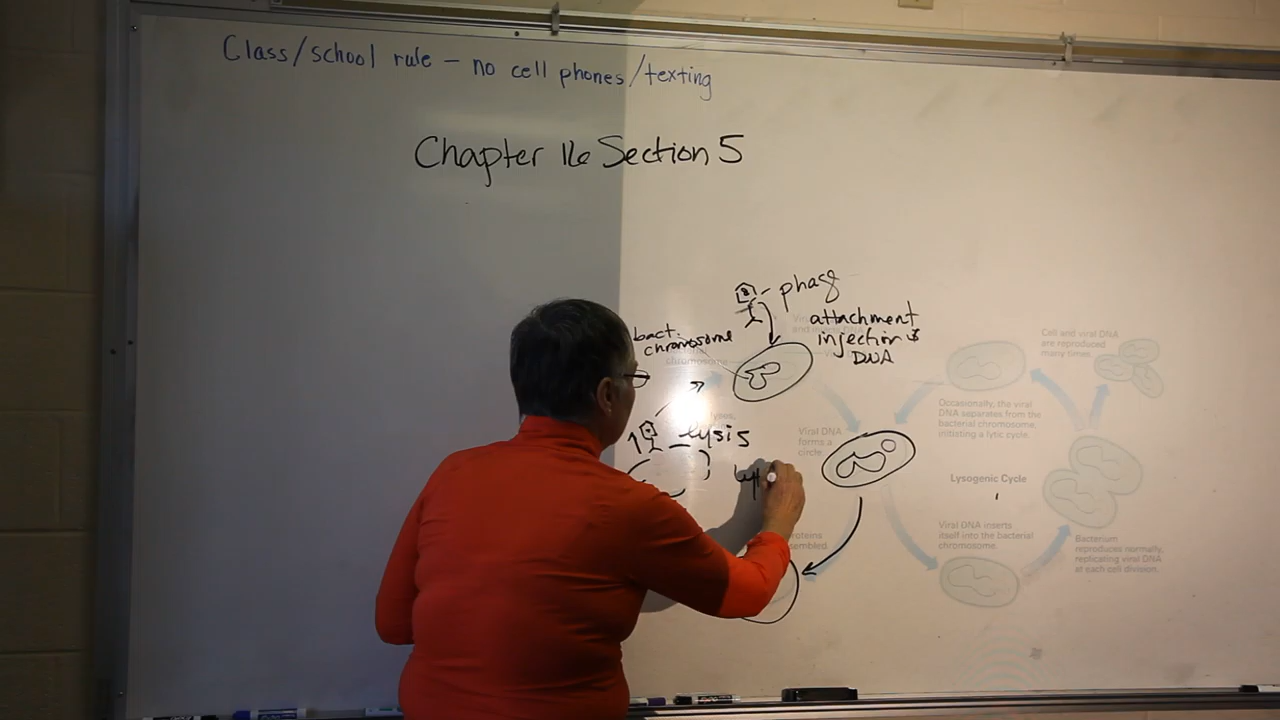 Class/school rule – no cell phones/texting
Chapter 16 Section 5
phage
attachment
injection of
DNA
bact.
chromosome
lysis
Viral DNA
forms a
circle.
Cell and viral DNA
are reproduced
many times.
Occasionally, the viral
DNA separates from the
bacterial chromosome,
initiating a lytic cycle.
Lysogenic Cycle
Viral DNA inserts
itself into the bacterial
chromosome.
Bacterium
reproduces normally,
replicating viral DNA
at each cell division.